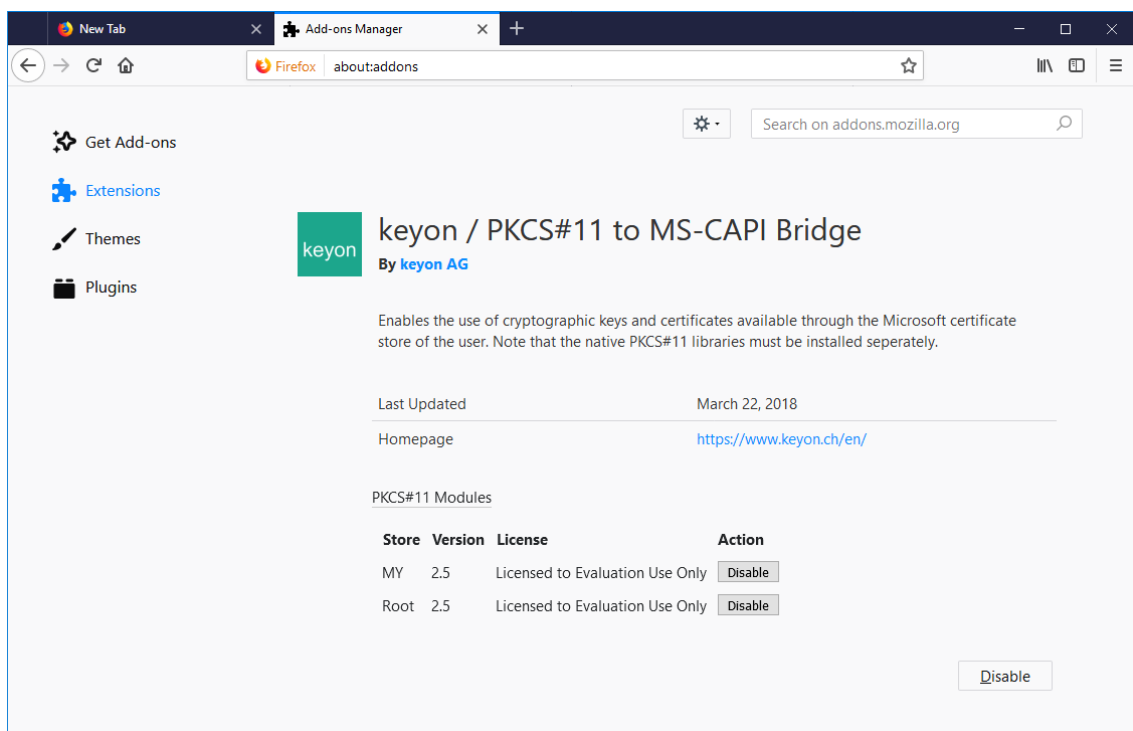 New Tab
Add-ons Manager
Firefox
about:addons
Search on addons.mozilla.org
Get Add-ons
Extensions
Themes
Plugins
keyon
keyon / PKCS#11 to MS-CAPI Bridge
By keyon AG
Enables the use of cryptographic keys and certificates available through the Microsoft certificate
store of the user. Note that the native PKCS#11 libraries must be installed seperately.
Last Updated March 22, 2018
Homepage https://www.keyon.ch/en/
PKCS#11 Modules
Store Version License Action
MY 2.5 Licensed to Evaluation Use Only Disable
Root 2.5 Licensed to Evaluation Use Only Disable
Disable